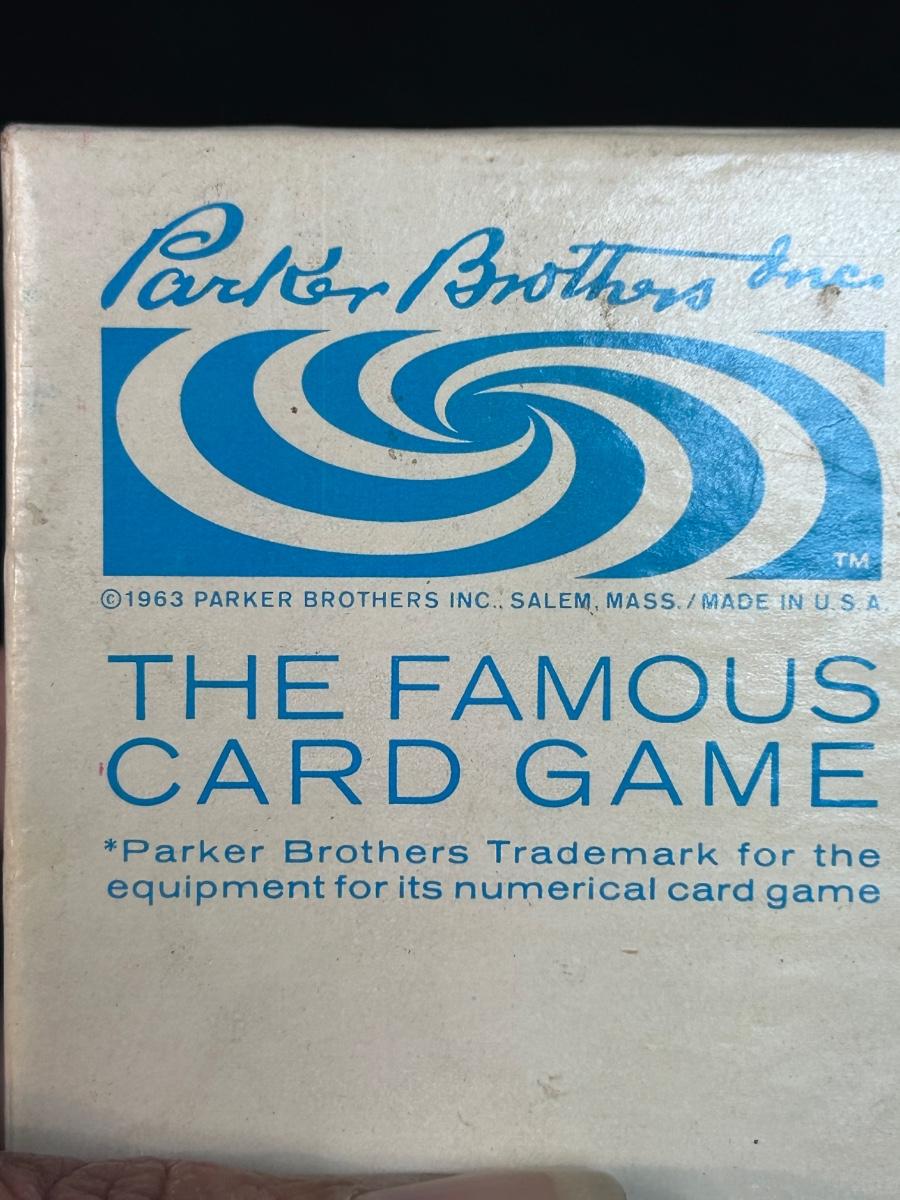 Parker Brothers Inc.
TM
©1963 PARKER BROTHERS INC., SALEM, MASS./MADE IN U.S.A.
THE FAMOUS
CARD GAME
*Parker Brothers Trademark for the
equipment for its numerical card game